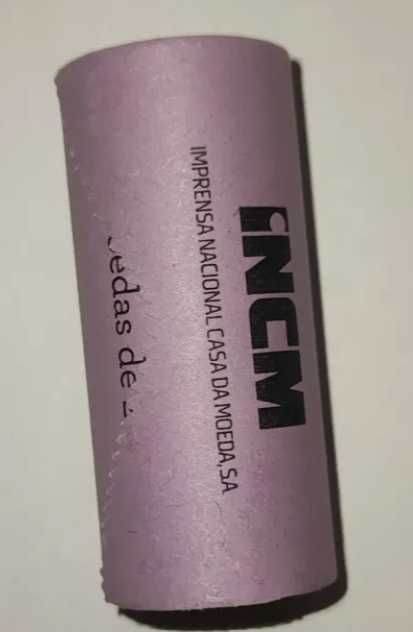 INCM
IMPRENSA NACIONAL CASA DA MOEDA, SA
edas de